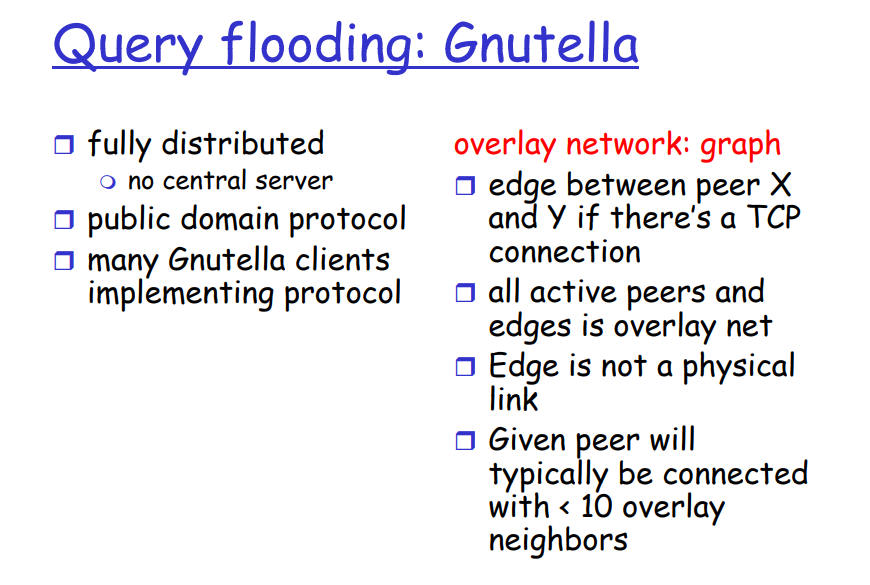 Query flooding: Gnutella
fully distributed
no central server
public domain protocol
many Gnutella clients
implementing protocol
overlay network: graph
edge between peer X
and Y if there’s a TCP
connection
all active peers and
edges is overlay net
Edge is not a physical
link
Given peer will
typically be connected
with < 10 overlay
neighbors